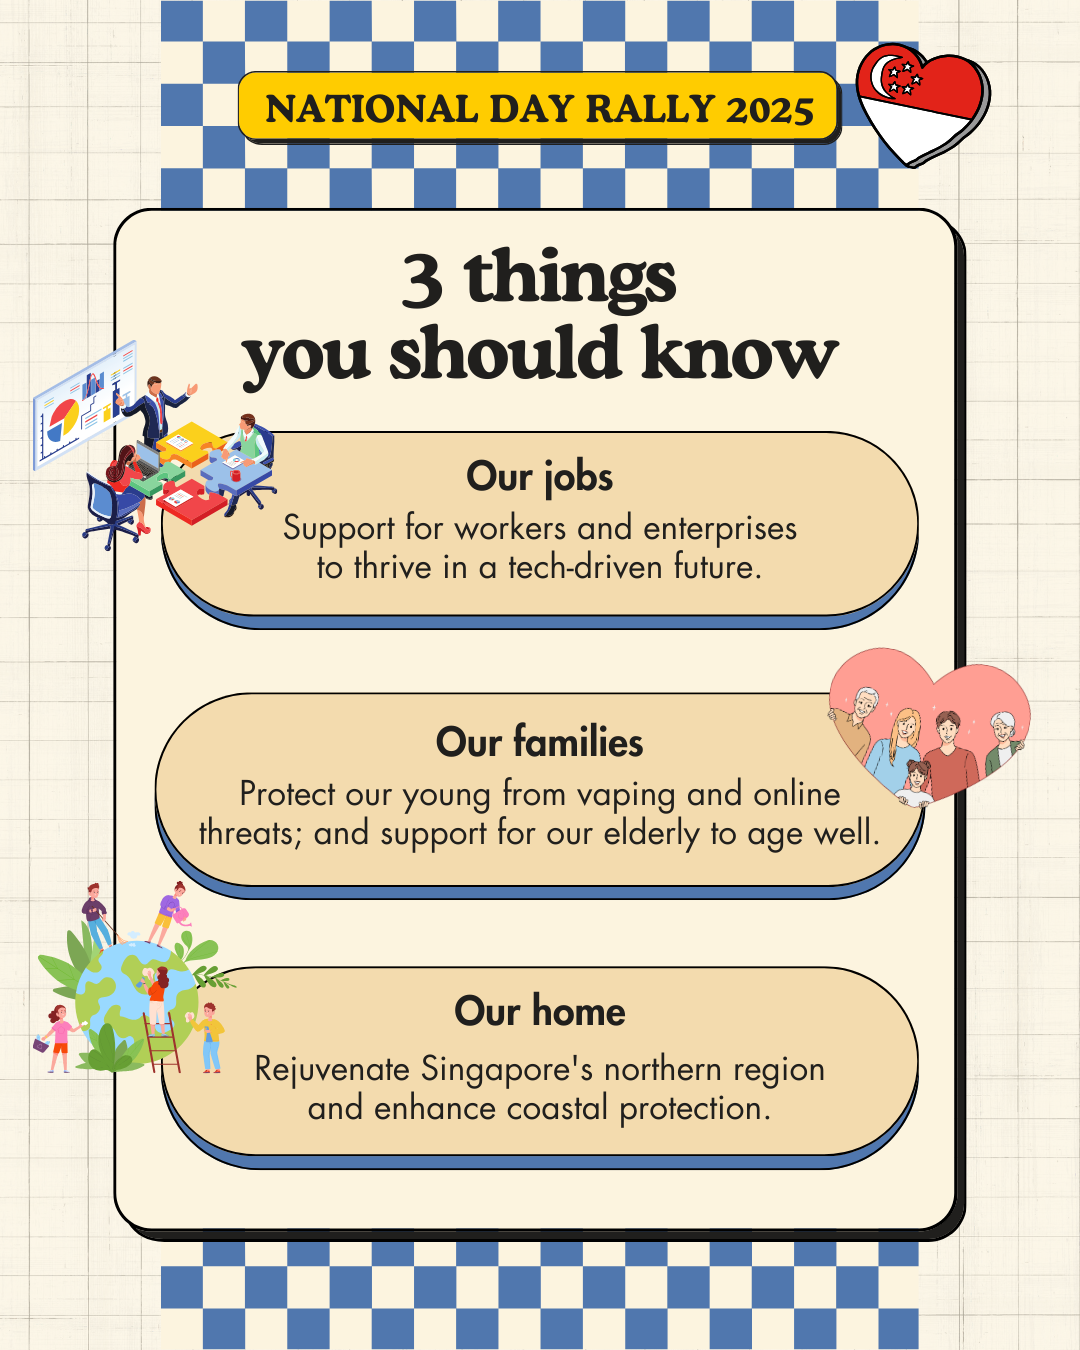 NATIONAL DAY RALLY 2025
3 things
you should know
Our jobs
Support for workers and enterprises
to thrive in a tech-driven future.
Our families
Protect our young from vaping and online
threats; and support for our elderly to age well.
Our home
Rejuvenate Singapore's northern region
and enhance coastal protection.